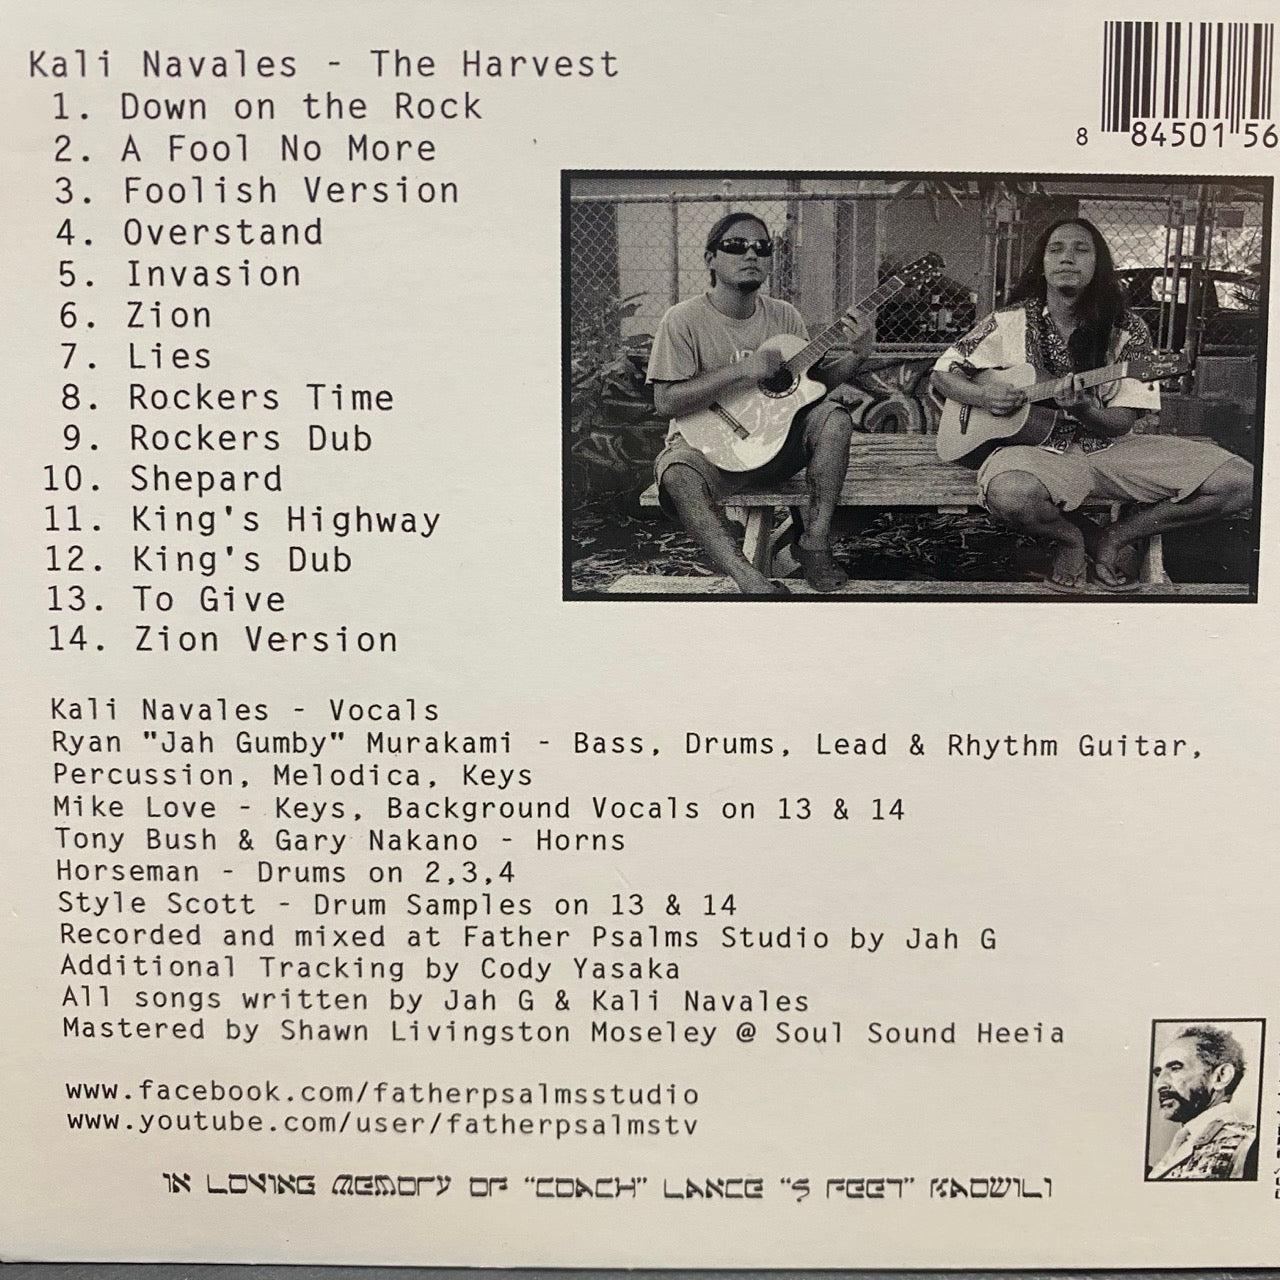 Kali Navales - The Harvest
1. Down on the Rock
2. A Fool No More
3. Foolish Version
4. Overstand
5. Invasion
6. Zion
7. Lies
8. Rockers Time
9. Rockers Dub
10. Shepard
11. King's Highway
12. King's Dub
13. To Give
14. Zion Version
8 84501 56
Kali Navales - Vocals
Ryan "Jah Gumby" Murakami - Bass, Drums, Lead & Rhythm Guitar,
Percussion, Melodica, Keys
Mike Love - Keys, Background Vocals on 13 & 14
Tony Bush & Gary Nakano - Horns
Horseman - Drums on 2,3,4
Style Scott - Drum Samples on 13 & 14
Recorded and mixed at Father Psalms Studio by Jah G
Additional Tracking by Cody Yasaka
All songs written by Jah G & Kali Navales
Mastered by Shawn Livingston Moseley @ Soul Sound Heeia
www.facebook.com/fatherpsalmsstudio
www.youtube.com/user/fatherpsalmstv
IN LOVING MEMORY OF "COACH" LANCE "5 FEET" KAOWILI